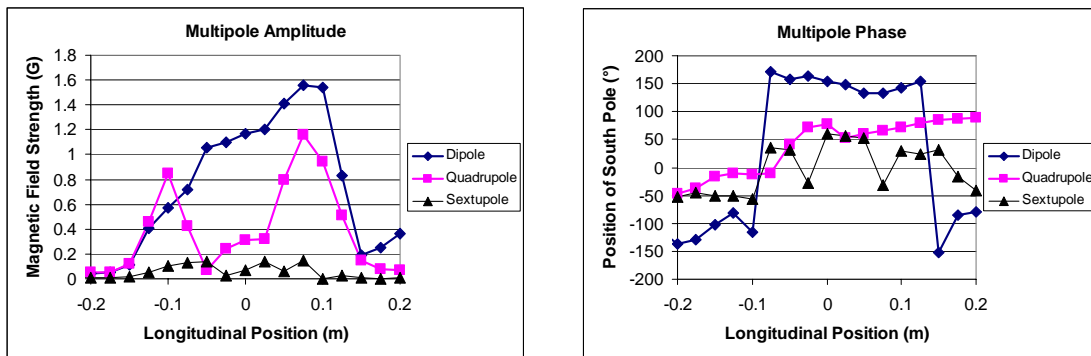 Multipole Amplitude
Magnetic Field Strength (G)
1.8
1.6
1.4
1.2
1
0.8
0.6
0.4
0.2
0
-0.2
-0.1
0
0.1
0.2
Longitudinal Position (m)
Dipole
Quadrupole
Sextupole
Multipole Phase
Position of South Pole (°)
200
150
100
50
0
-50
-100
-150
-200
-0.2
-0.1
0
0.1
0.2
Longitudinal Position (m)
Dipole
Quadrupole
Sextupole